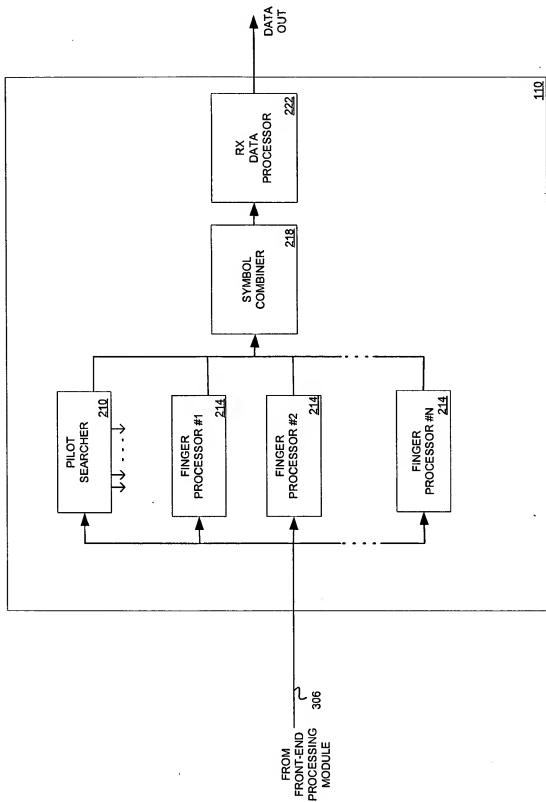 FROM
FRONT-END
PROCESSING
MODULE
306
PILOT
SEARCHER
210
FINGER
PROCESSOR #1
214
FINGER
PROCESSOR #2
214
FINGER
PROCESSOR #N
214
SYMBOL
COMBINER
218
RX
DATA
PROCESSOR
222
DATA
OUT
110